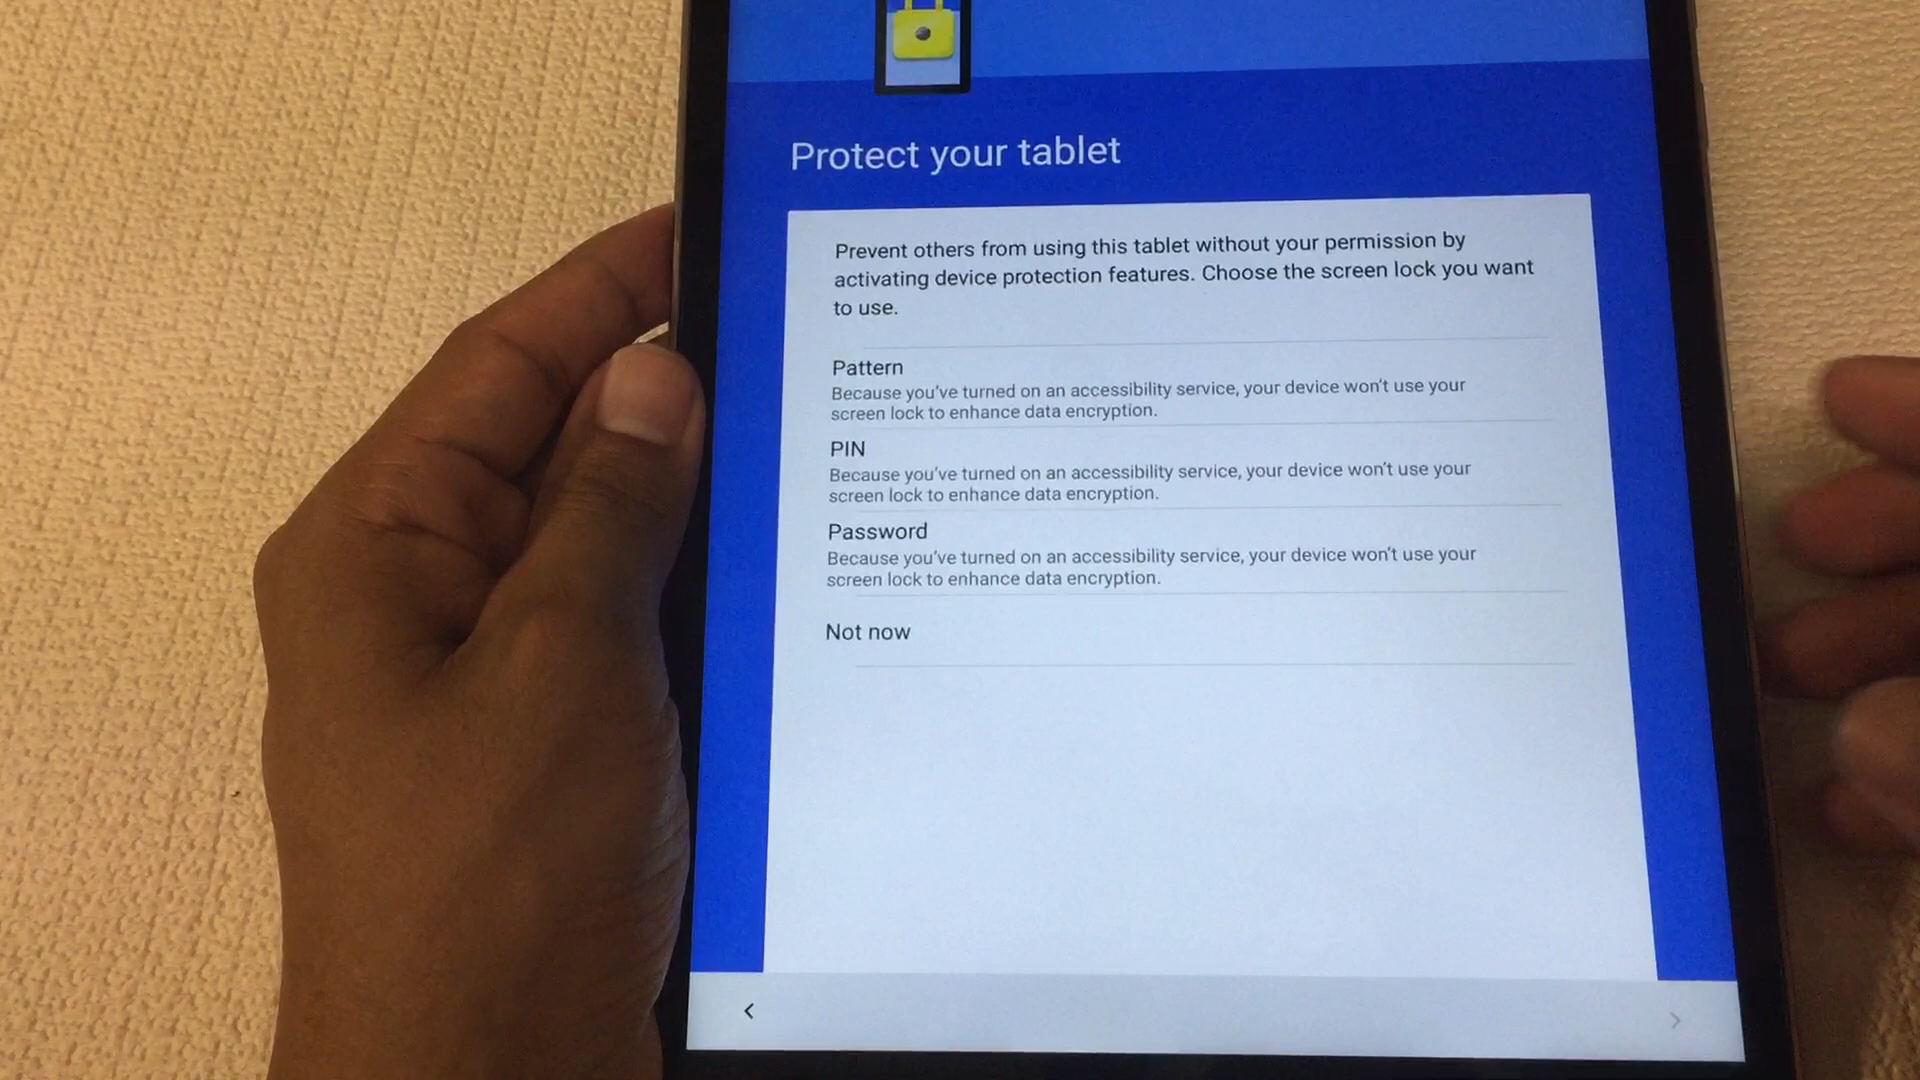 Protect your tablet
Prevent others from using this tablet without your permission by
activating device protection features. Choose the screen lock you want
to use.
Pattern
Because you've turned on an accessibility service, your device won't use your
screen lock to enhance data encryption.
PIN
Because you've turned on an accessibility service, your device won't use your
screen lock to enhance data encryption.
Password
Because you've turned on an accessibility service, your device won't use your
screen lock to enhance data encryption.
Not now